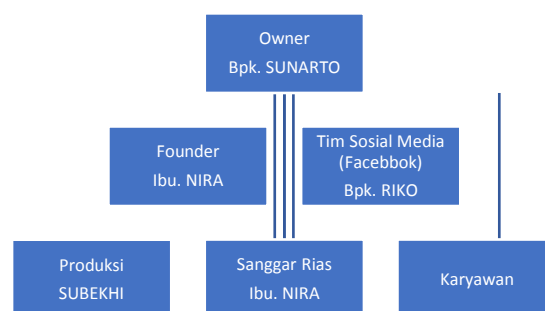 Owner
Bpk. SUNARTO
Founder
Ibu. NIRA
Tim Sosial Media
(Facebbok)
Bpk. RIKO
Produksi
SUBEKHI
Sanggar Rias
Ibu. NIRA
Karyawan